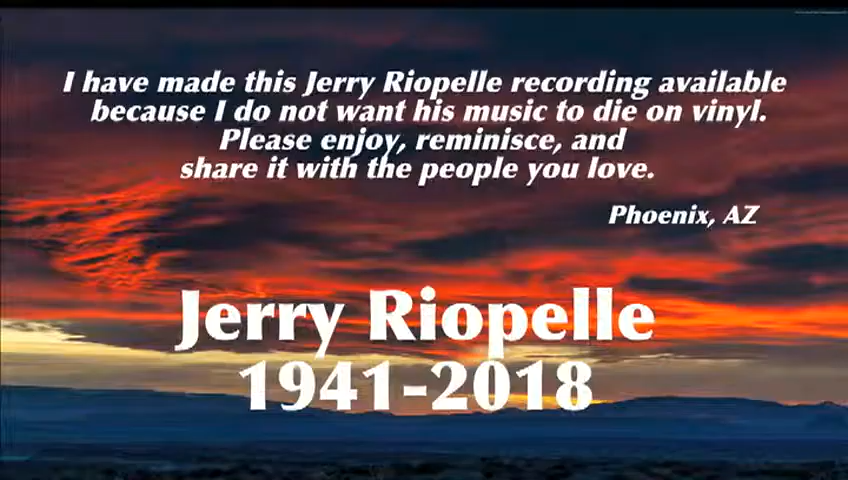 I have made this Jerry Riopelle recording available
because I do not want his music to die on vinyl.
Please enjoy, reminisce, and
share it with the people you love.
Phoenix, AZ
Jerry Riopelle
1941-2018